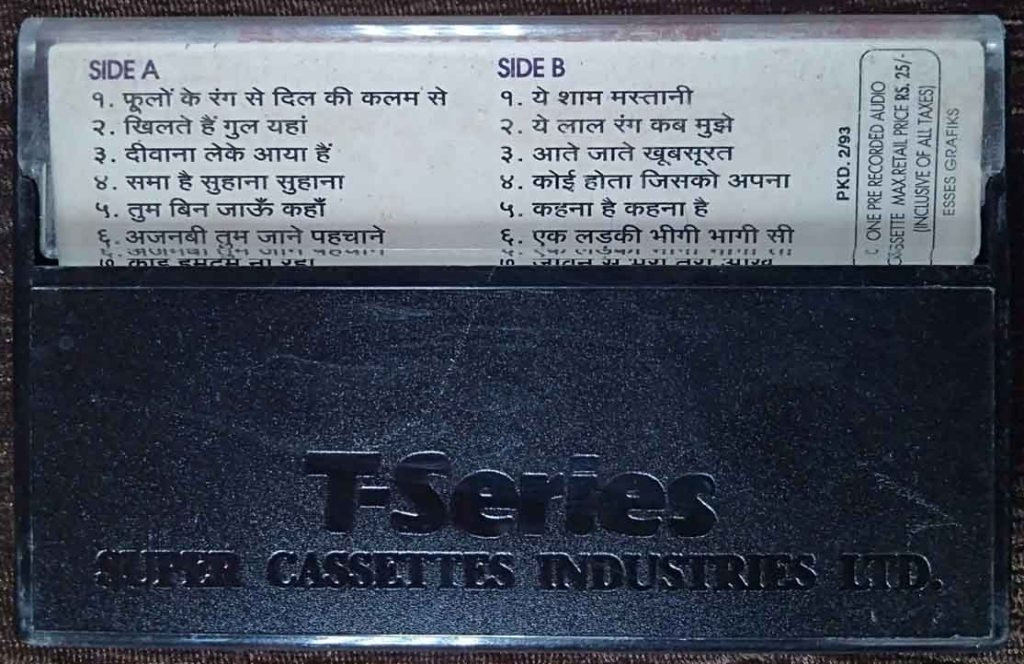 SIDE A
१. फूलों के रंग से दिल की कलम से
२. खिलते हैं गुल यहां
३. दीवाना लेके आया हैं
४. समा है सुहाना सुहाना
५. तुम बिन जाऊँ कहाँ
६. अजनबी तुम जाने पहचाने
SIDE B
१. ये शाम मस्तानी
२. ये लाल रंग कब मुझे
३. आते जाते खूबसूरत
४. कोई होता जिसको अपना
५. कहना है कहना है
६. एक लड़की भीगी भागी सी
PKD. 2/93
ONE PRE RECORDED AUDIO
CASSETTE MAX.RETAIL PRICE RS. 25/-
(INCLUSIVE OF ALL TAXES)
ESSES GRAFIKS
T-Series
SUPER CASSETTES INDUSTRIES LTD.